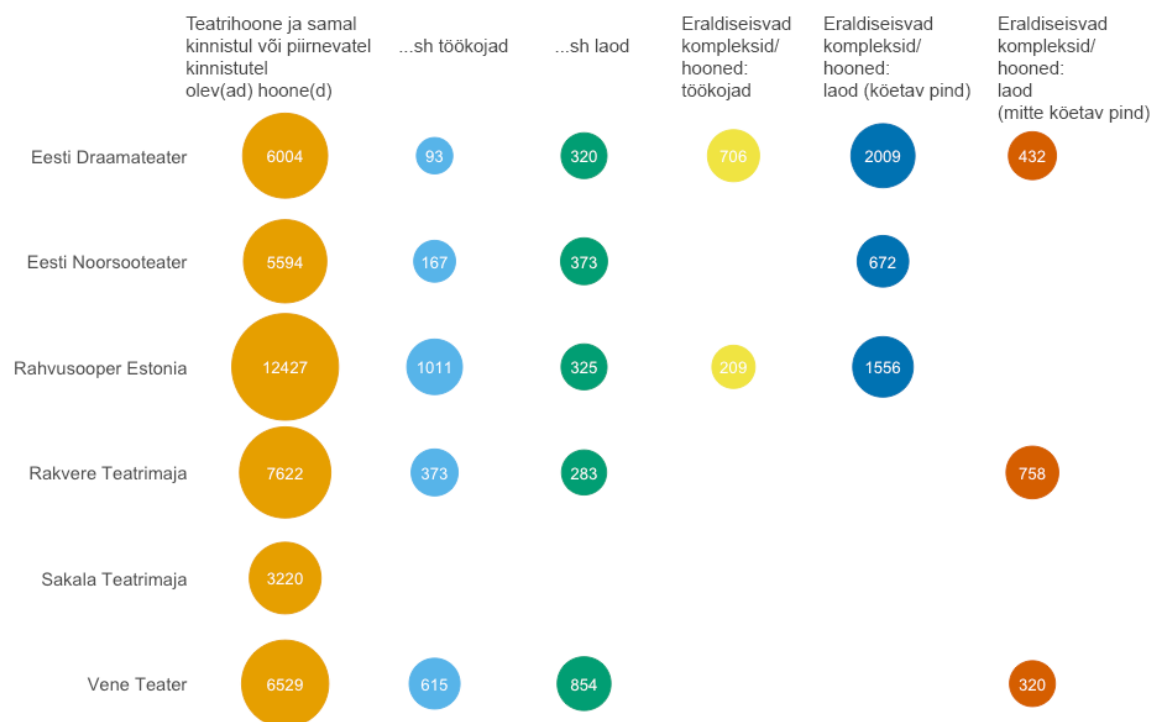 Teatrihoone ja samal
kinnistul või piirnevatel
kinnistutel
olev(ad) hoone(d)
...sh töökojad
...sh laod
Eraldiseisvad
kompleksid/
hooned:
töökojad
Eraldiseisvad
kompleksid/
hooned:
laod (köetav pind)
Eraldiseisvad
kompleksid/
hooned:
laod
(mitte köetav pind)
Eesti Draamateater 6004 93 320 706 2009 432
Eesti Noorsooteater 5594 167 373 672
Rahvusooper Estonia 12427 1011 325 209 1556
Rakvere Teatrimaja 7622 373 283 758
Sakala Teatrimaja 3220
Vene Teater 6529 615 854 320